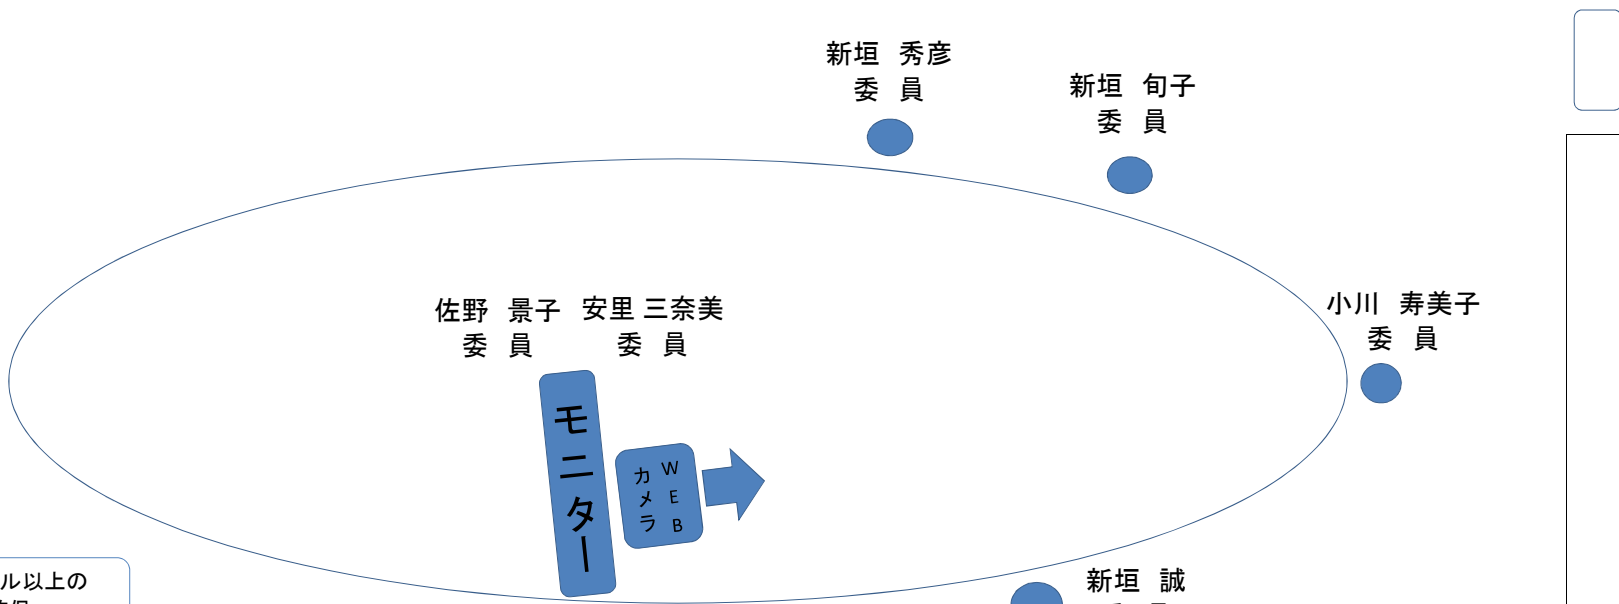 新垣　秀彦
委　員
新垣　旬子
委　員
佐野　景子
委　員
安里 三奈美
委　員
小川　寿美子
委　員
モニター
WEB
カメラ
ル以上の
新垣　誠